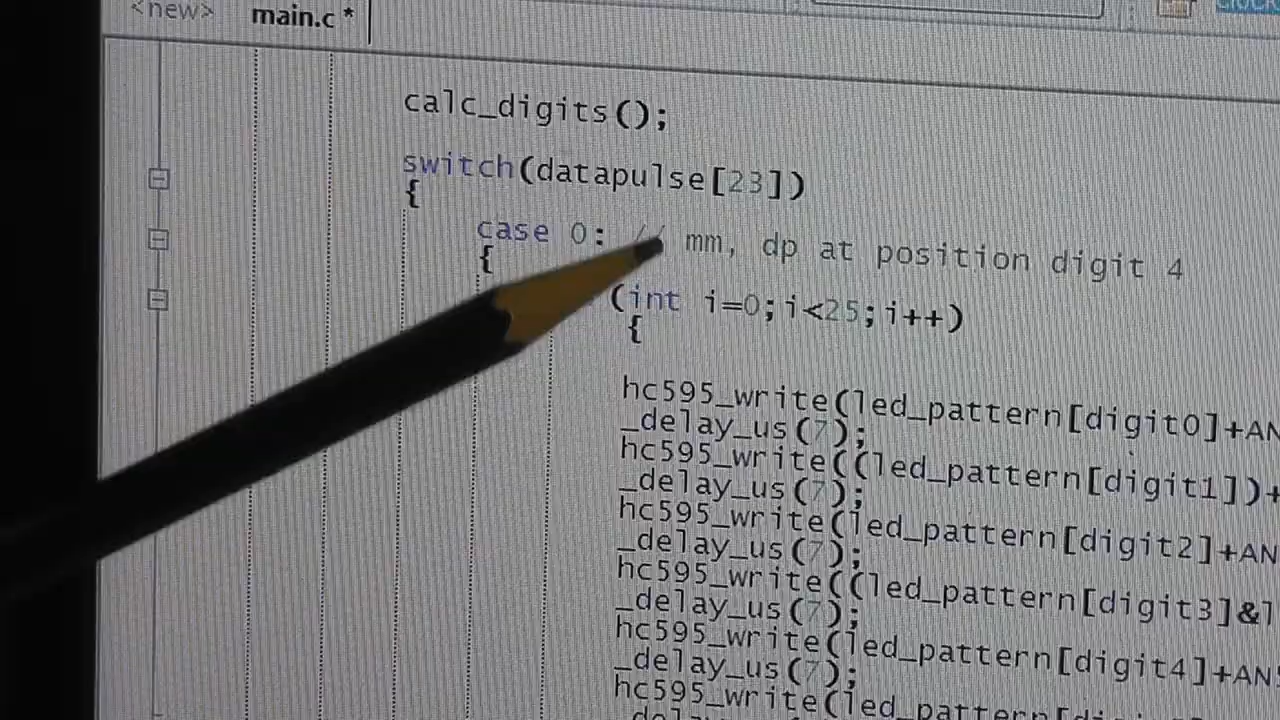 <new> main.c *
calc_digits();
switch(datapulse[23])
{
case 0: // mm, dp at position digit 4
{
(int i=0;i<25;i++)
{
hc595_write(led_pattern[digit0]+AN
_delay_us(7);
hc595_write((led_pattern[digit1])+
_delay_us(7);
hc595_write(led_pattern[digit2]+AN
_delay_us(7);
hc595_write((led_pattern[digit3]&
_delay_us(7);
hc595_write(led_pattern[digit4]+AN
_delay_us(7);
hc595_write(led_pattern[digit